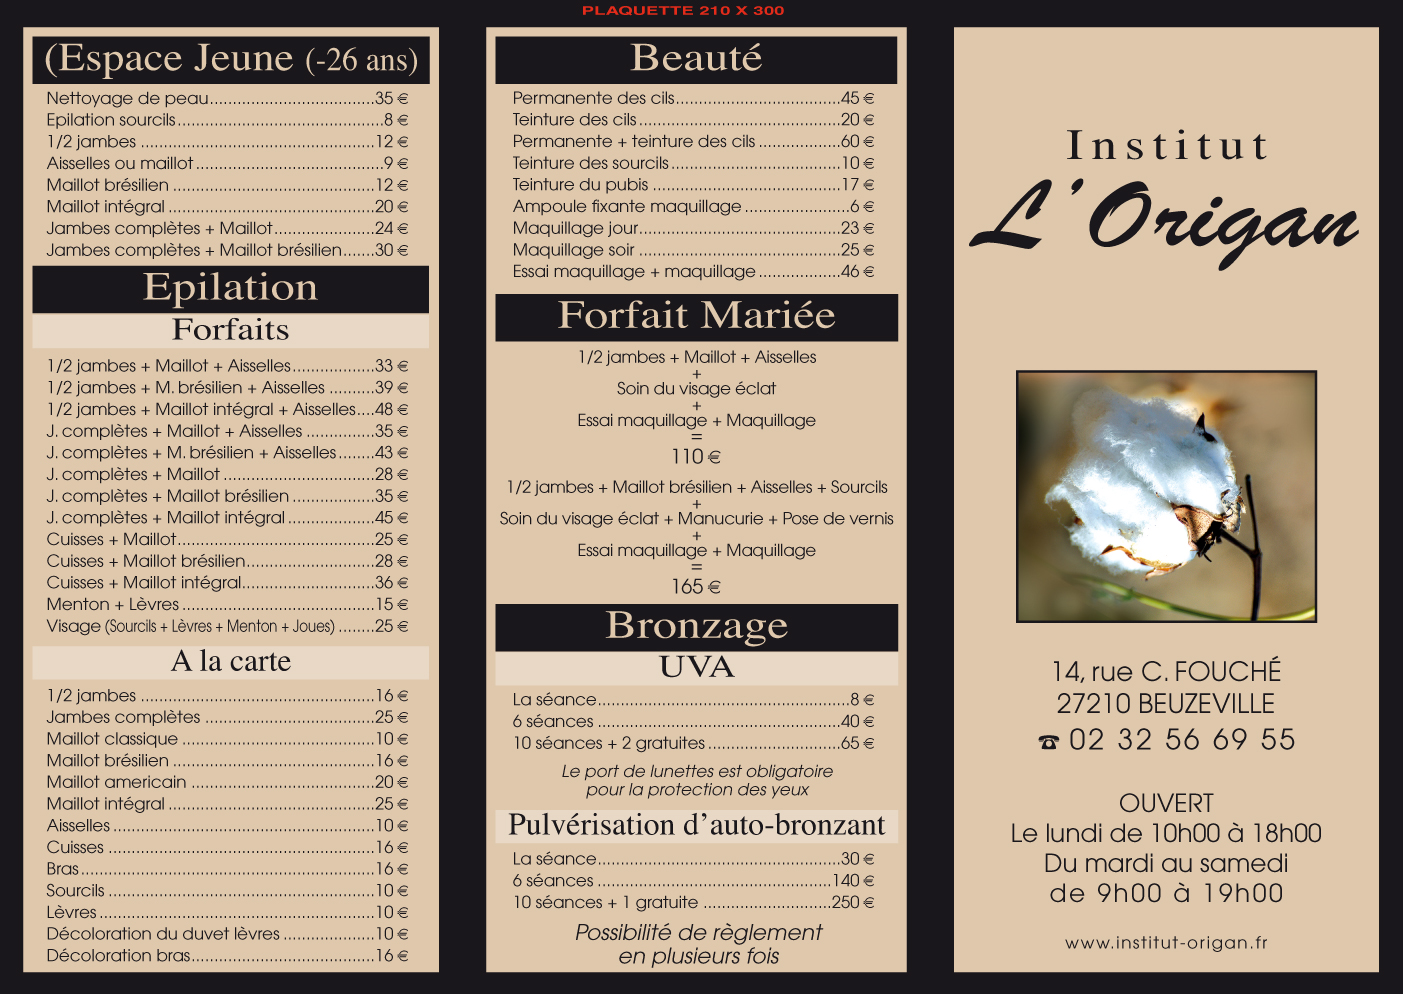 PLAQUETTE 210 X 300
(Espace Jeune (-26 ans)
Nettoyage de peau....................................35 €
Epilation sourcils.............................................8 €
1/2 jambes ...................................................12 €
Aisselles ou maillot.........................................9 €
Maillot brésilien ............................................12 €
Maillot intégral .............................................20 €
Jambes complètes + Maillot......................24 €
Jambes complètes + Maillot brésilien.......30 €
Epilation
Forfaits
1/2 jambes + Maillot + Aisselles..................33 €
1/2 jambes + M. brésilien + Aisselles ..........39 €
1/2 jambes + Maillot intégral + Aisselles....48 €
J. complètes + Maillot + Aisselles ...............35 €
J. complètes + M. brésilien + Aisselles........43 €
J. complètes + Maillot .................................28 €
J. complètes + Maillot brésilien ..................35 €
J. complètes + Maillot intégral ...................45 €
Cuisses + Maillot...........................................25 €
Cuisses + Maillot brésilien............................28 €
Cuisses + Maillot intégral.............................36 €
Menton + Lèvres ..........................................15 €
Visage (Sourcils + Lèvres + Menton + Joues) ........25 €
A la carte
1/2 jambes ...................................................16 €
Jambes complètes .....................................25 €
Maillot classique ..........................................10 €
Maillot brésilien ............................................16 €
Maillot americain ........................................20 €
Maillot intégral .............................................25 €
Aisselles .........................................................10 €
Cuisses ..........................................................16 €
Bras................................................................16 €
Sourcils ..........................................................10 €
Lèvres ............................................................10 €
Décoloration du duvet lèvres ....................10 €
Décoloration bras........................................16 €
Beauté
Permanente des cils....................................45 €
Teinture des cils ............................................20 €
Permanente + teinture des cils ..................60 €
Teinture des sourcils.....................................10 €
Teinture du pubis .........................................17 €
Ampoule fixante maquillage .......................6 €
Maquillage jour............................................23 €
Maquillage soir ............................................25 €
Essai maquillage + maquillage ..................46 €
Forfait Mariée
1/2 jambes + Maillot + Aisselles
+
Soin du visage éclat
+
Essai maquillage + Maquillage
=
110 €
1/2 jambes + Maillot brésilien + Aisselles + Sourcils
+
Soin du visage éclat + Manucurie + Pose de vernis
+
Essai maquillage + Maquillage
=
165 €
Bronzage
UVA
La séance.......................................................8 €
6 séances .....................................................40 €
10 séances + 2 gratuites .............................65 €
Le port de lunettes est obligatoire
pour la protection des yeux
Pulvérisation d’auto-bronzant
La séance.....................................................30 €
6 séances ...................................................140 €
10 séances + 1 gratuite ............................250 €
Possibilité de règlement
en plusieurs fois
Institut
L’Origan
14, rue C. FOUCHÉ
27210 BEUZEVILLE
☎ 02 32 56 69 55
OUVERT
Le lundi de 10h00 à 18h00
Du mardi au samedi
de 9h00 à 19h00
www.institut-origan.fr